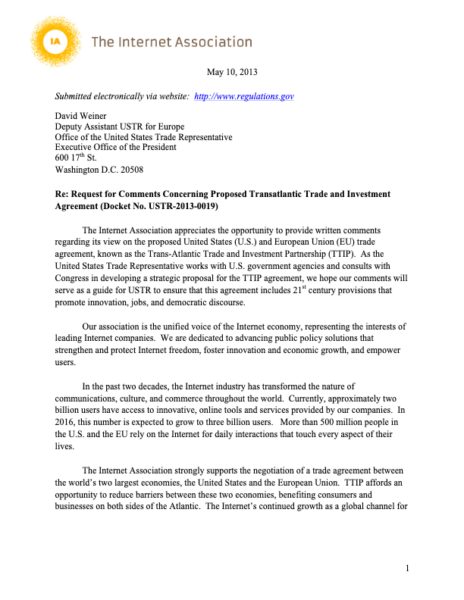 IA The Internet Association
May 10, 2013
Submitted electronically via website: http://www.regulations.gov
David Weiner
Deputy Assistant USTR for Europe
Office of the United States Trade Representative
Executive Office of the President
600 17th St.
Washington D.C. 20508
Re: Request for Comments Concerning Proposed Transatlantic Trade and Investment
Agreement (Docket No. USTR-2013-0019)
The Internet Association appreciates the opportunity to provide written comments
regarding its view on the proposed United States (U.S.) and European Union (EU) trade
agreement, known as the Trans-Atlantic Trade and Investment Partnership (TTIP). As the
United States Trade Representative works with U.S. government agencies and consults with
Congress in developing a strategic proposal for the TTIP agreement, we hope our comments will
serve as a guide for USTR to ensure that this agreement includes 21st century provisions that
promote innovation, jobs, and democratic discourse.
Our association is the unified voice of the Internet economy, representing the interests of
leading Internet companies. We are dedicated to advancing public policy solutions that
strengthen and protect Internet freedom, foster innovation and economic growth, and empower
users.
In the past two decades, the Internet industry has transformed the nature of
communications, culture, and commerce throughout the world. Currently, approximately two
billion users have access to innovative, online tools and services provided by our companies. In
2016, this number is expected to grow to three billion users. More than 500 million people in
the U.S. and the EU rely on the Internet for daily interactions that touch every aspect of their
lives.
The Internet Association strongly supports the negotiation of a trade agreement between
the world's two largest economies, the United States and the European Union. TTIP affords an
opportunity to reduce barriers between these two economies, benefiting consumers and
businesses on both sides of the Atlantic. The Internet's continued growth as a global channel for
1